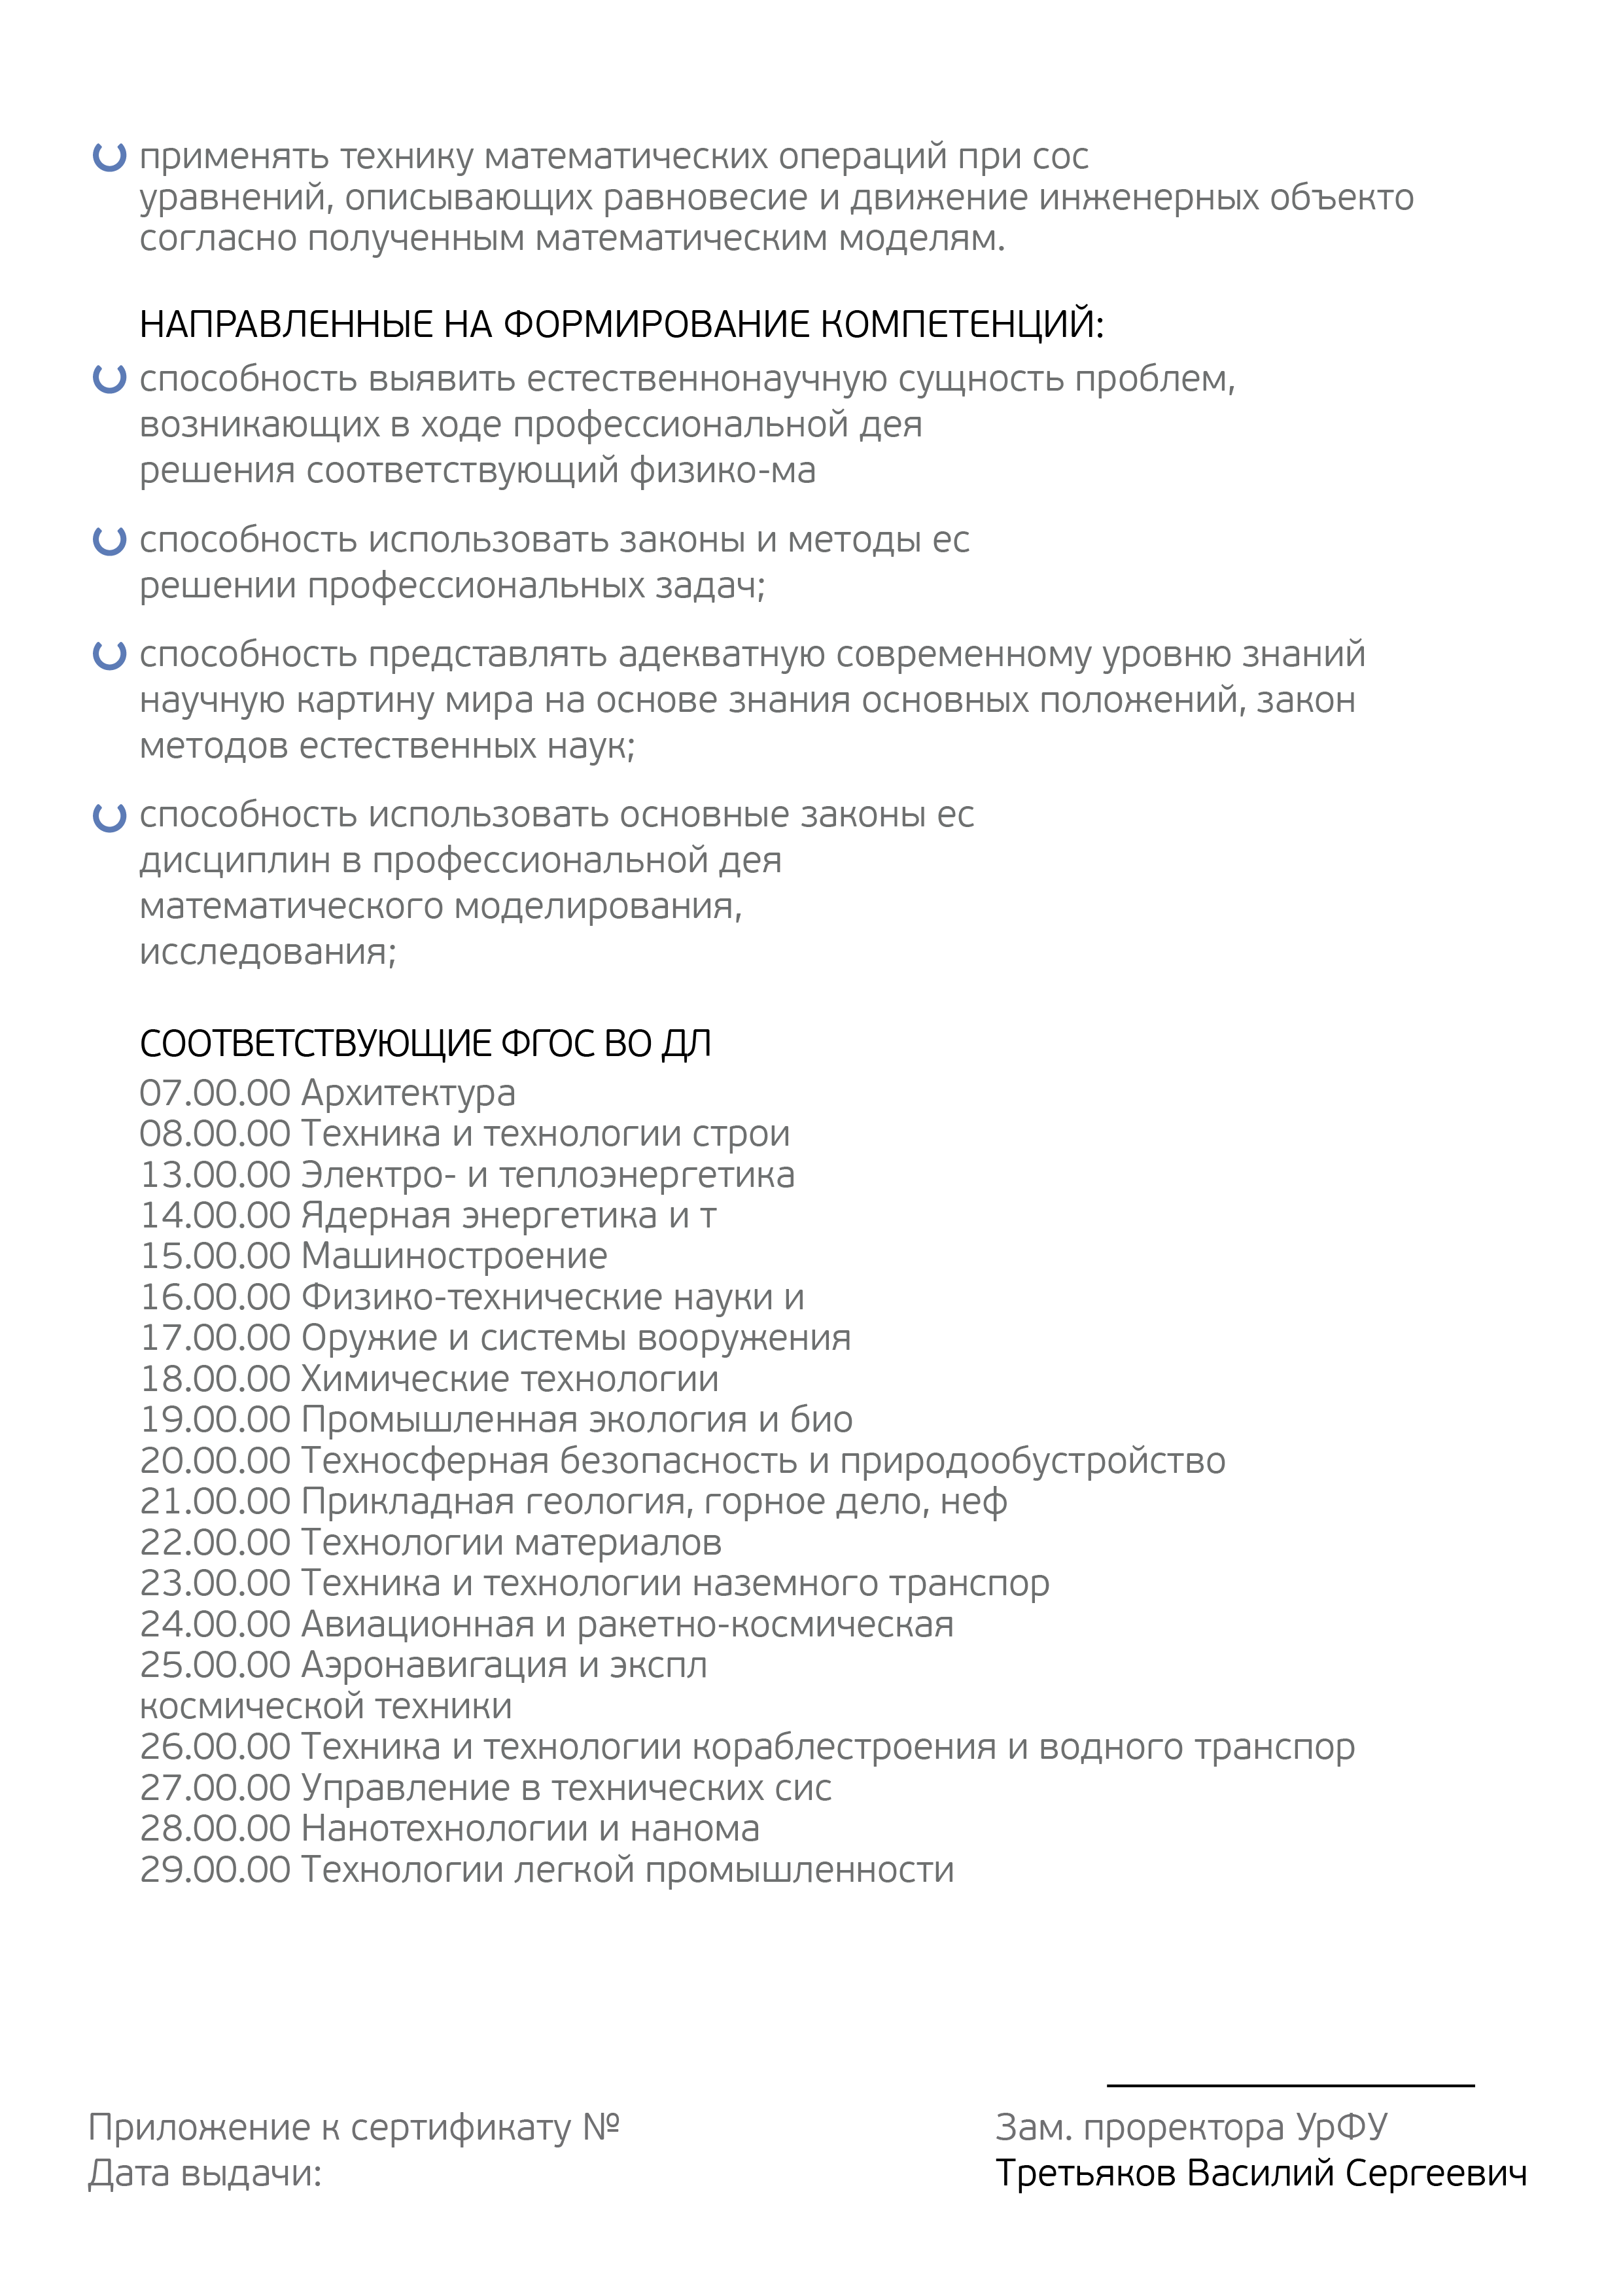 применять технику математических операций при сос
уравнений, описывающих равновесие и движение инженерных объекто
согласно полученным математическим моделям.
НАПРАВЛЕННЫЕ НА ФОРМИРОВАНИЕ КОМПЕТЕНЦИЙ:
способность выявить естественнонаучную сущность проблем,
возникающих в ходе профессиональной дея
решения соответствующий физико-ма
способность использовать законы и методы ес
решении профессиональных задач;
способность представлять адекватную современному уровню знаний
научную картину мира на основе знания основных положений, закон
методов естественных наук;
способность использовать основные законы ес
дисциплин в профессиональной дея
математического моделирования,
исследования;
СООТВЕТСТВУЮЩИЕ ФГОС ВО ДЛ
07.00.00 Архитектура
08.00.00 Техника и технологии строи
13.00.00 Электро- и теплоэнергетика
14.00.00 Ядерная энергетика и т
15.00.00 Машиностроение
16.00.00 Физико-технические науки и
17.00.00 Оружие и системы вооружения
18.00.00 Химические технологии
19.00.00 Промышленная экология и био
20.00.00 Техносферная безопасность и природообустройство
21.00.00 Прикладная геология, горное дело, неф
22.00.00 Технологии материалов
23.00.00 Техника и технологии наземного транспор
24.00.00 Авиационная и ракетно-космическая
25.00.00 Аэронавигация и экспл
космической техники
26.00.00 Техника и технологии кораблестроения и водного транспор
27.00.00 Управление в технических сис
28.00.00 Нанотехнологии и нанома
29.00.00 Технологии легкой промышленности
Приложение к сертификату №
Дата выдачи:
Зам. проректора УрФУ
Третьяков Василий Сергеевич